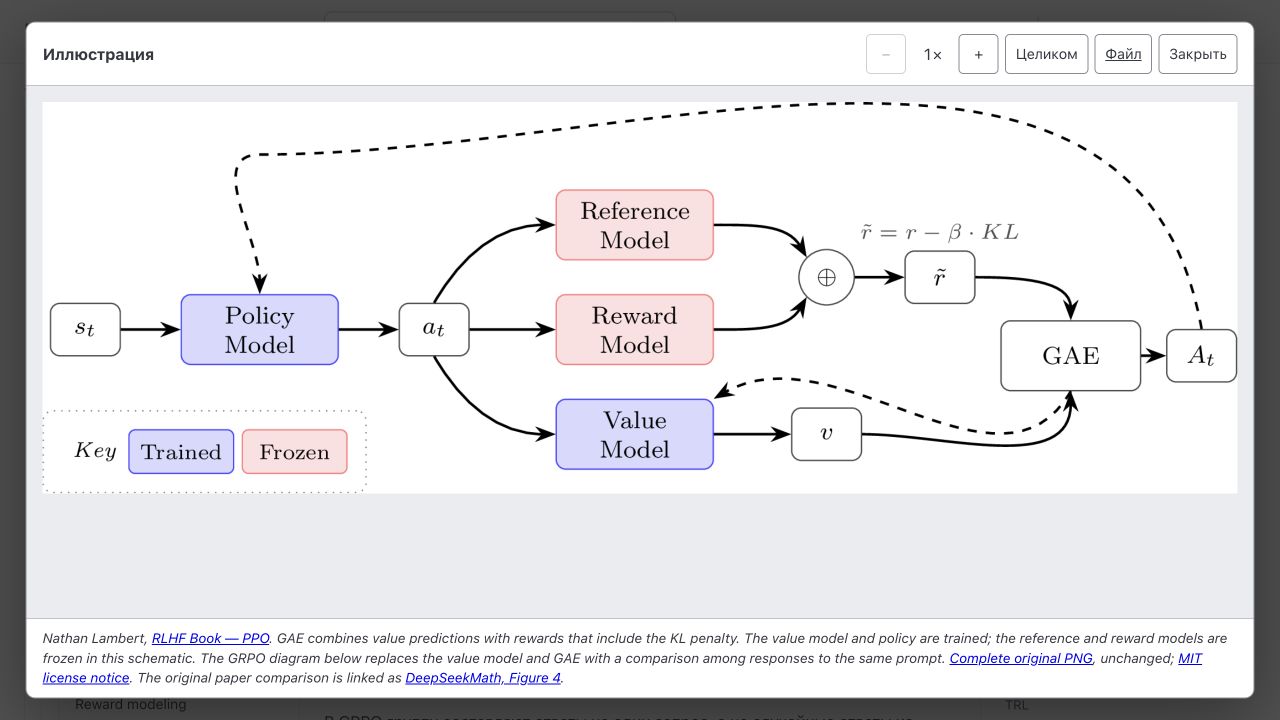 Иллюстрация
− 1× + Целиком Файл Закрыть
Reference
Model
r̃ = r − β · KL
⊕ r̃
s_t
Policy
Model
a_t
Reward
Model
GAE
A_t
Value
Model
v
Key Trained Frozen
Nathan Lambert, RLHF Book — PPO. GAE combines value predictions with rewards that include the KL penalty. The value model and policy are trained; the reference and reward models are
frozen in this schematic. The GRPO diagram below replaces the value model and GAE with a comparison among responses to the same prompt. Complete original PNG, unchanged; MIT
license notice. The original paper comparison is linked as DeepSeekMath, Figure 4.
Reward modeling
TRL